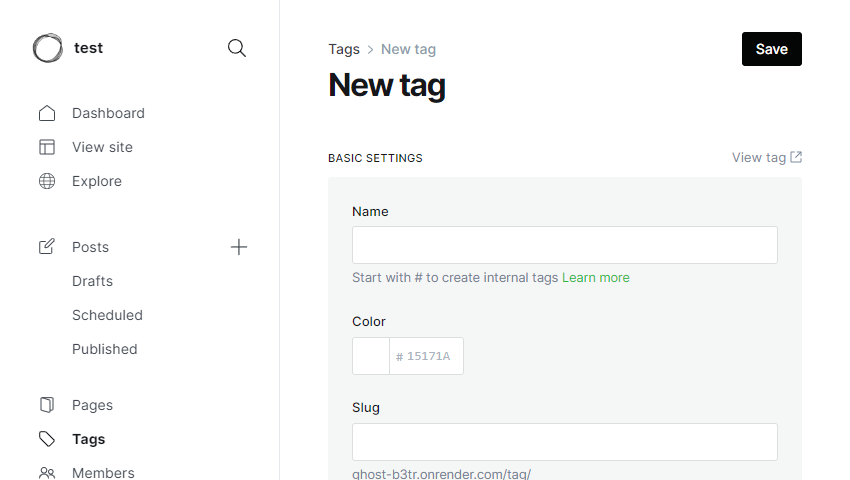 test
Dashboard
View site
Explore
Posts
Drafts
Scheduled
Published
Pages
Tags
Members
Tags > New tag
Save
New tag
BASIC SETTINGS
View tag
Name
Start with # to create internal tags Learn more
Color
# 15171A
Slug
ghost-b3tr.onrender.com/tag/